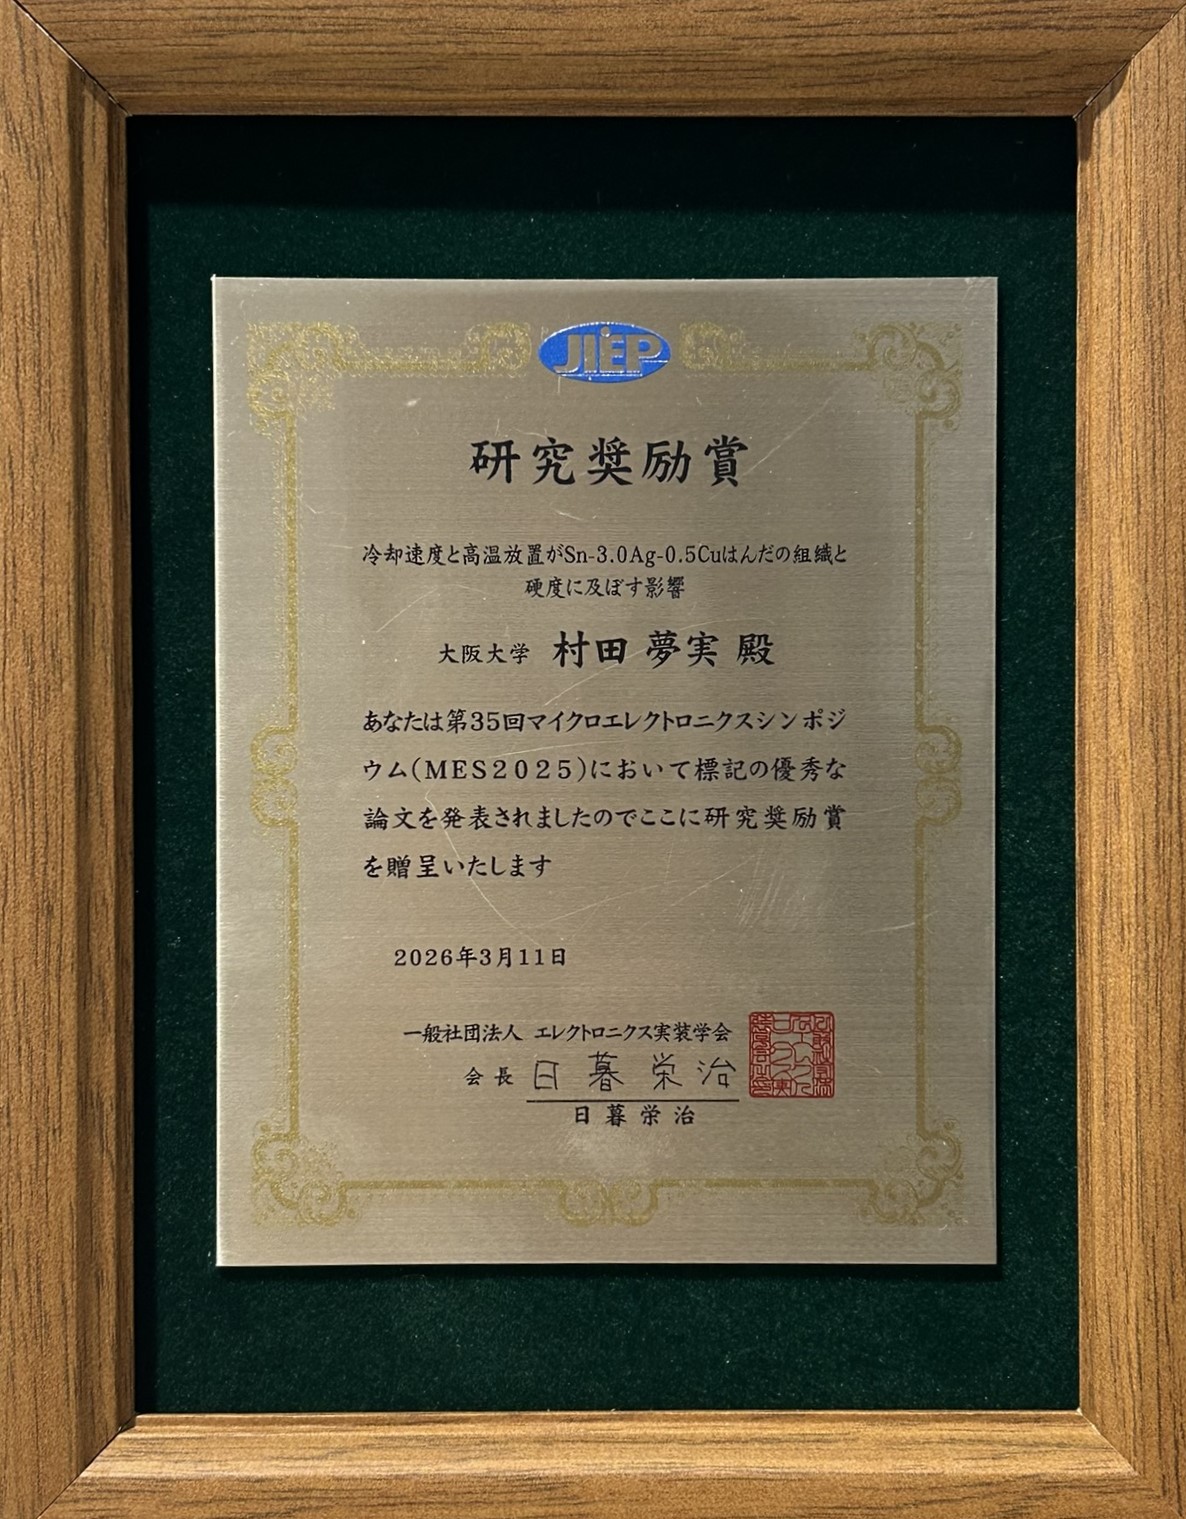 JIEP
研究奨励賞
冷却速度と高温放置がSn-3.0Ag-0.5Cuはんだの組織と
硬度に及ぼす影響
大阪大学 村田 夢実 殿
あなたは第35回マイクロエレクトロニクスシンポジ
ウム(MES2025)において標記の優秀な
論文を発表されましたのでここに研究奨励賞
を贈呈いたします
2026年3月11日
一般社団法人 エレクトロニクス実装学会
会長 日暮栄治
日暮栄治